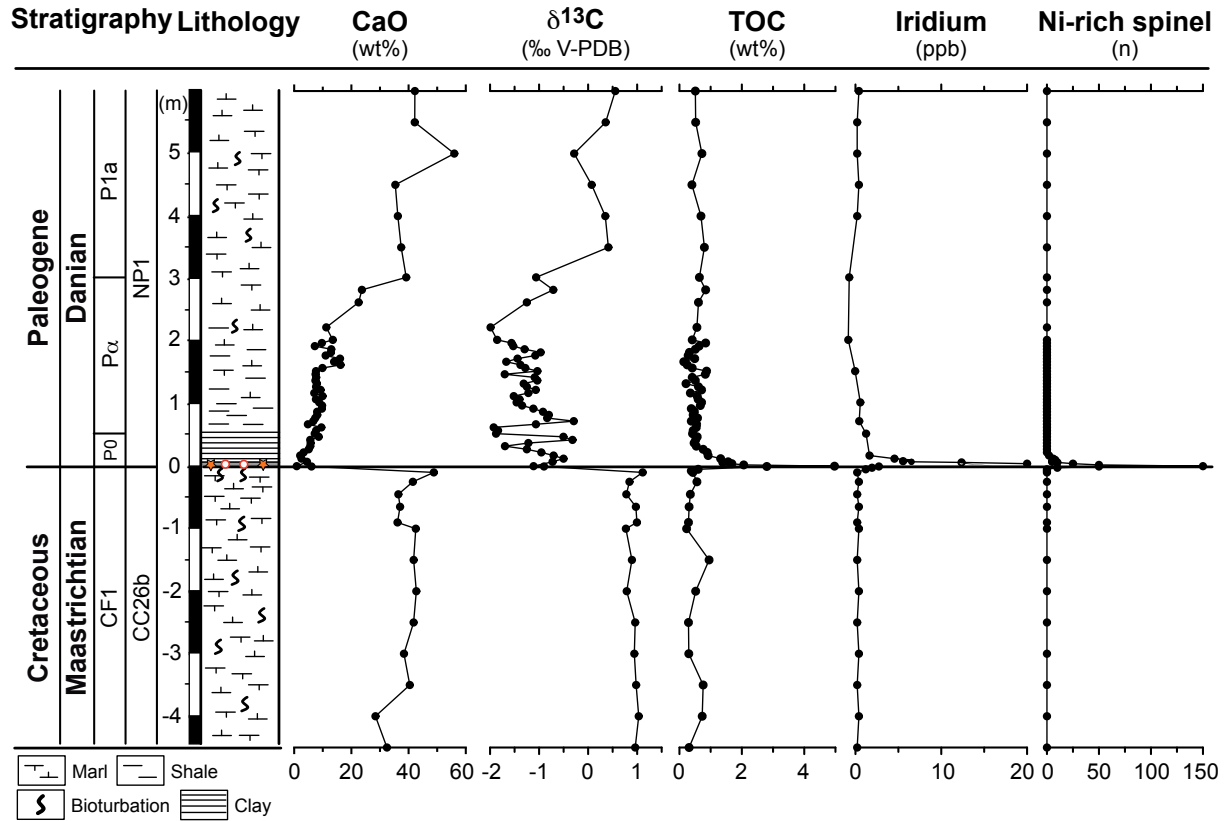 Stratigraphy Lithology CaO δ13C TOC Iridium Ni-rich spinel
(wt%) (‰ V-PDB) (wt%) (ppb) (n)
(m)
Paleogene
Danian
P1a
Pα
P0
NP1
Cretaceous
Maastrichtian
CF1
CC26b
5
4
3
2
1
0
-1
-2
-3
-4
0 20 40 60 -2 -1 0 1 0 2 4 0 10 20 0 50 100 150
Marl Shale
Bioturbation Clay